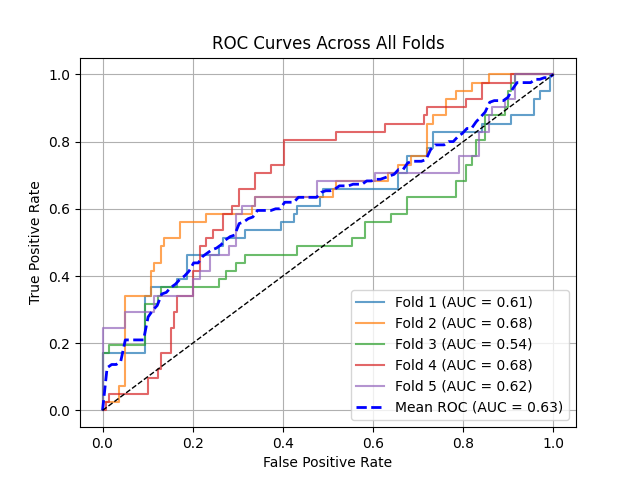 ROC Curves Across All Folds
True Positive Rate
1.0
0.8
0.6
0.4
0.2
0.0
0.0 0.2 0.4 0.6 0.8 1.0
False Positive Rate
Fold 1 (AUC = 0.61)
Fold 2 (AUC = 0.68)
Fold 3 (AUC = 0.54)
Fold 4 (AUC = 0.68)
Fold 5 (AUC = 0.62)
Mean ROC (AUC = 0.63)